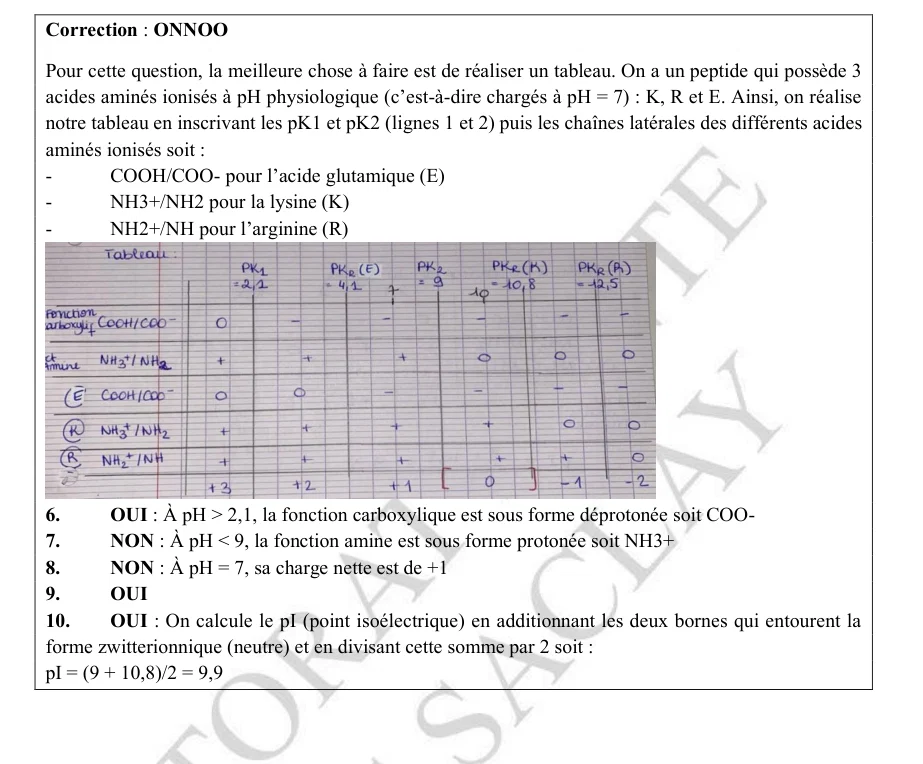 Correction : ONNOO
Pour cette question, la meilleure chose à faire est de réaliser un tableau. On a un peptide qui possède 3
acides aminés ionisés à pH physiologique (c'est-à-dire chargés à pH = 7) : K, R et E. Ainsi, on réalise
notre tableau en inscrivant les pK1 et pK2 (lignes 1 et 2) puis les chaînes latérales des différents acides
aminés ionisés soit :
- COOH/COO- pour l'acide glutamique (E)
- NH3+/NH2 pour la lysine (K)
- NH2+/NH pour l'arginine (R)
Tableau :
PK1 PKR (E) PK2 PKR (K) PKR (R)
= 2,1 = 4,1 7 = 9 10 = 10,8 = 12,5
Fonction
carboxylif COOH/COO⁻ 0 - - - - -
ct
Amine NH3⁺/NH2 + + + 0 0 0
(E) COOH/COO⁻ 0 0 - - - -
(K) NH3⁺/NH2 + + + + 0 0
(R) NH2⁺/NH + + + + + 0
+3 +2 +1 [ 0 ] -1 -2
6. OUI : À pH > 2,1, la fonction carboxylique est sous forme déprotonée soit COO-
7. NON : À pH < 9, la fonction amine est sous forme protonée soit NH3+
8. NON : À pH = 7, sa charge nette est de +1
9. OUI
10. OUI : On calcule le pI (point isoélectrique) en additionnant les deux bornes qui entourent la
forme zwitterionnique (neutre) et en divisant cette somme par 2 soit :
pI = (9 + 10,8)/2 = 9,9